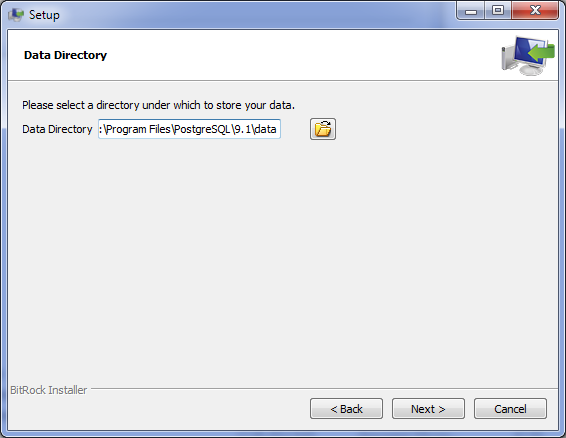 Setup
Data Directory
Please select a directory under which to store your data.
Data Directory :\Program Files\PostgreSQL\9.1\data
BitRock Installer
< Back Next > Cancel